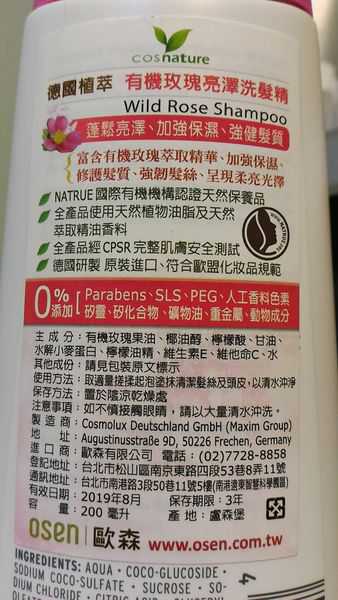 cosnature
德國植萃 有機玫瑰亮澤洗髮精
Wild Rose Shampoo
蓬鬆亮澤、加強保濕、強健髮質
富含有機玫瑰萃取精華、加強保濕、
修護髮質、強韌髮絲、呈現柔亮光澤
NATRUE 國際有機機構認證天然保養品
全產品使用天然植物油脂及天然
萃取精油香料
全產品經 CPSR 完整肌膚安全測試
德國研製 原裝進口、符合歐盟化妝品規範
0%添加 Parabens、SLS、PEG、人工香料色素
矽靈、矽化合物、礦物油、重金屬、動物成分
主成分：有機玫瑰果油、椰油醇、檸檬酸、甘油、
水解小麥蛋白、檸檬油精、維生素E、維他命C、水
其他成份：請見包裝原文標示
使用方法：取適量搓揉起泡塗抹清潔髮絲及頭皮，以清水沖淨
保存方法：置於陰涼乾燥處
注意事項：如不慎接觸眼睛，請以大量清水沖洗。
製造商：Cosmolux Deutschland GmbH (Maxim Group)
地址：Augustinusstraße 9D, 50226 Frechen, Germany
進口商：歐森有限公司 電話：(02)7728-8858
登記地址：台北市松山區南京東路四段53巷8弄11號
通訊地址：台北市南港路3段50巷11號5樓(南港遠東智慧科學園區)
有效日期：2019年8月 保存期限：3年
容量：200 毫升 產地：盧森堡
osen 歐森 www.osen.com.tw
INGREDIENTS: AQUA · COCO-GLUCOSIDE ·
SODIUM COCO-SULFATE · SUCROSE · SO-
DIUM CHLORIDE · CITRIC ACID
4